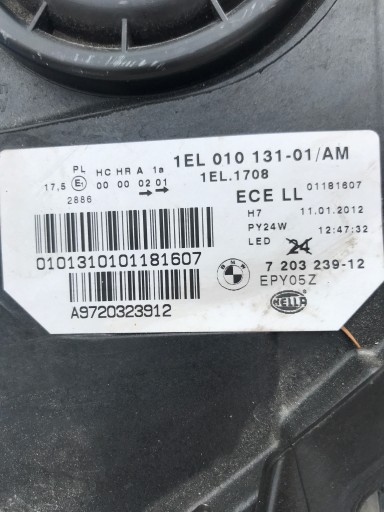 1EL 010 131-01/AM
PL HC HR A 1a
1EL.1708
17,5 E1 00 00 02 01
ECE LL 01181607
2886
H7 11.01.2012
PY24W 12:47:32
LED 24
0101310101181607
BMW
7 203 239-12
EPY05Z
A9720323912
HELLA